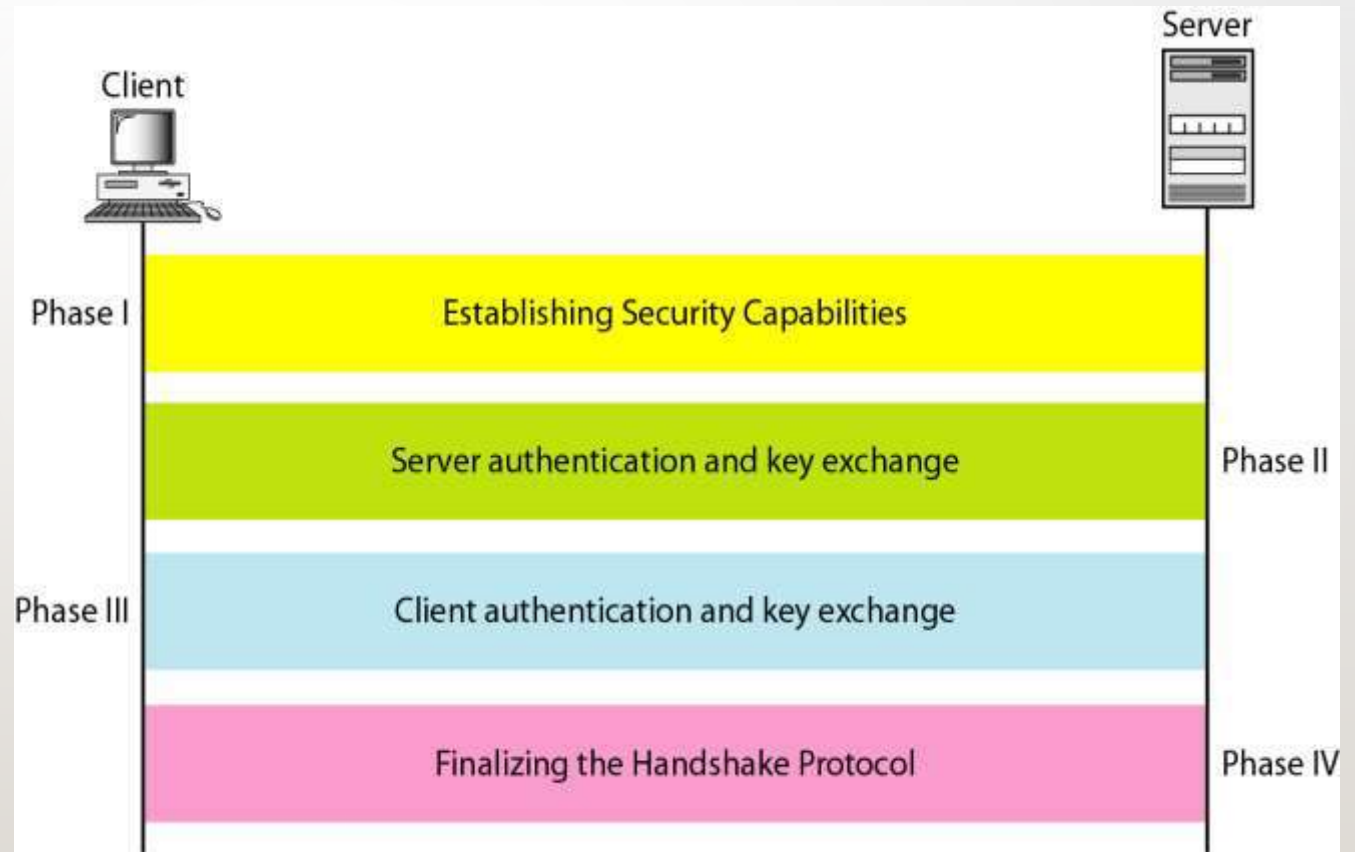 Server
Client
Phase I
Establishing Security Capabilities
Server authentication and key exchange
Phase II
Phase III
Client authentication and key exchange
Finalizing the Handshake Protocol
Phase IV